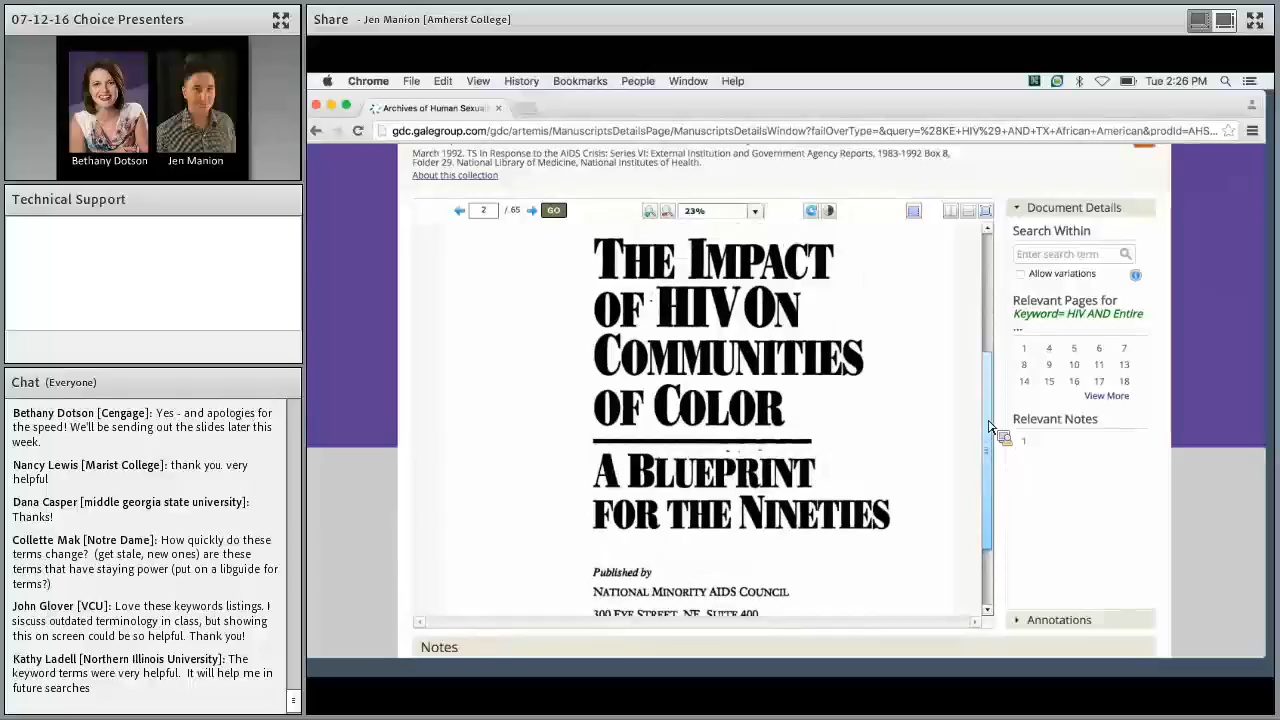 07-12-16 Choice Presenters
Bethany Dotson
Jen Manion
Technical Support
Chat (Everyone)
Bethany Dotson [Cengage]: Yes - and apologies for
the speed! We'll be sending out the slides later this
week.
Nancy Lewis [Marist College]: thank you. very
helpful
Dana Casper [middle georgia state university]:
Thanks!
Collette Mak [Notre Dame]: How quickly do these
terms change? (get stale, new ones) are these
terms that have staying power (put on a libguide for
terms?)
John Glover [VCU]: Love these keywords listings. I
siscuss outdated terminology in class, but showing
this on screen could be so helpful. Thank you!
Kathy Ladell [Northern Illinois University]: The
keyword terms were very helpful. It will help me in
future searches
Share - Jen Manion [Amherst College]
Chrome File Edit View History Bookmarks People Window Help
Tue 2:26 PM
Archives of Human Sexua
gdc.galegroup.com/gdc/artemis/ManuscriptsDetailsPage/ManuscriptsDetailsWindow?failOverType=&query=%28KE+HIV%29+AND+TX+African+American&prodId=AHS...
March 1992. TS In Response to the AIDS Crisis: Series VI: External Institution and Government Agency Reports, 1983-1992 Box 8,
Folder 29. National Library of Medicine, National Institutes of Health.
About this collection
2 / 65 GO 23%
THE IMPACT
OF HIV ON
COMMUNITIES
OF COLOR
A BLUEPRINT
FOR THE NINETIES
Published by
NATIONAL MINORITY AIDS COUNCIL
300 EYE STREET, NE, SUITE 400
Notes
Document Details
Search Within
Enter search term
Allow variations
Relevant Pages for
Keyword= HIV AND Entire
...
1 4 5 6 7
8 9 10 11 13
14 15 16 17 18
View More
Relevant Notes
1
Annotations